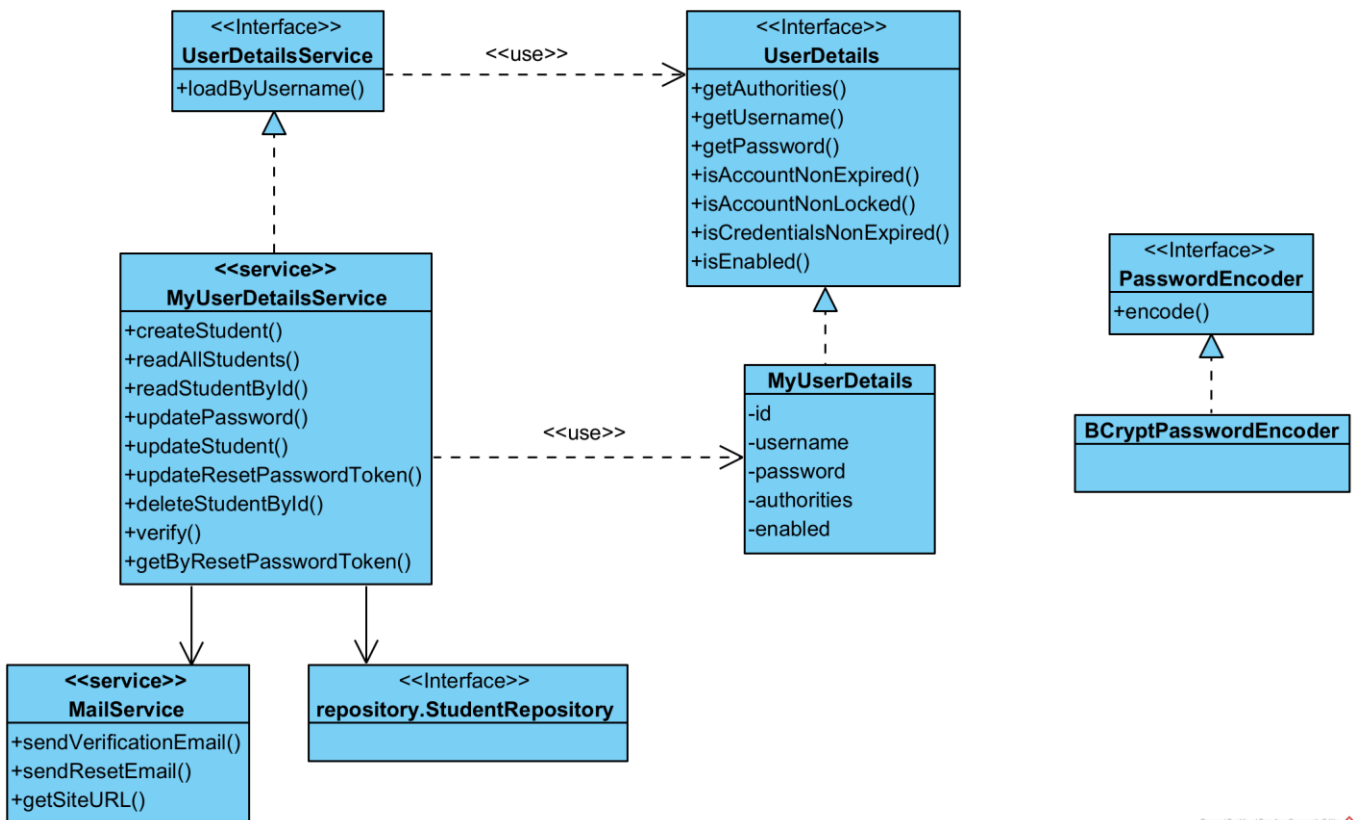 <<Interface>>
UserDetailsService
+loadByUsername()
<<use>>
<<Interface>>
UserDetails
+getAuthorities()
+getUsername()
+getPassword()
+isAccountNonExpired()
+isAccountNonLocked()
+isCredentialsNonExpired()
+isEnabled()
<<Interface>>
PasswordEncoder
+encode()
<<service>>
MyUserDetailsService
+createStudent()
+readAllStudents()
+readStudentById()
+updatePassword()
+updateStudent()
+updateResetPasswordToken()
+deleteStudentById()
+verify()
+getByResetPasswordToken()
<<use>>
MyUserDetails
-id
-username
-password
-authorities
-enabled
BCryptPasswordEncoder
<<service>>
MailService
+sendVerificationEmail()
+sendResetEmail()
+getSiteURL()
<<Interface>>
repository.StudentRepository